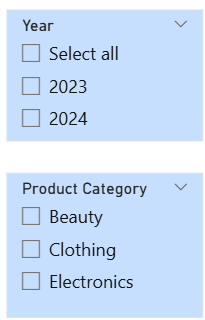 Year
Select all
2023
2024
Product Category
Beauty
Clothing
Electronics